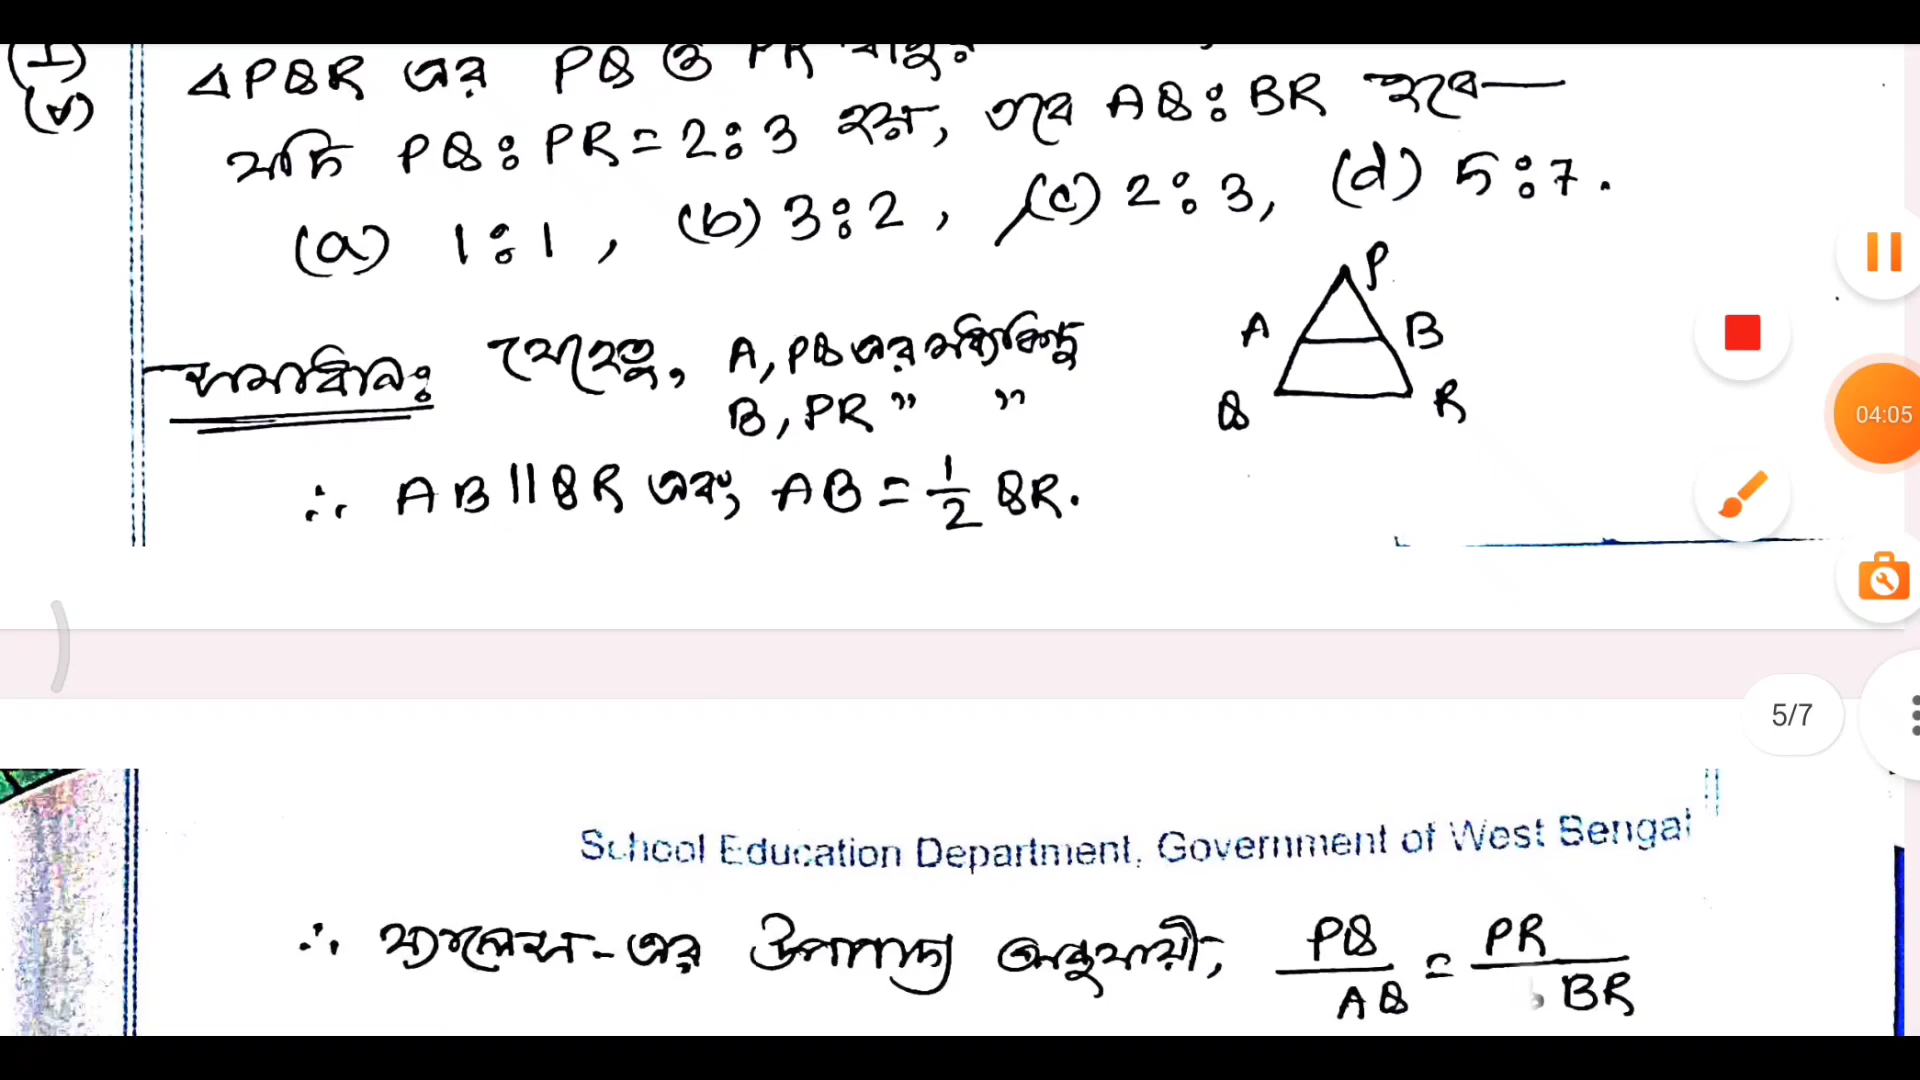 (v)
△PQR এর PQ ও PR বাহুর
যদি PQ : PR = 2 : 3 হয়, তবে AQ : BR হবে—
(a) 1 : 1 , (b) 3 : 2 , (c) 2 : 3, (d) 5 : 7 .
P
A B
Q R
সমাধান : যেহেতু, A, PQ এর মধ্যবিন্দু
B, PR " "
∴ AB || QR এবং, AB = 1/2 QR.
04:05
5/7
School Education Department, Government of West Bengal
∴ থ্যালেস-এর উপপাদ্য অনুযায়ী, PQ/AQ = PR/BR